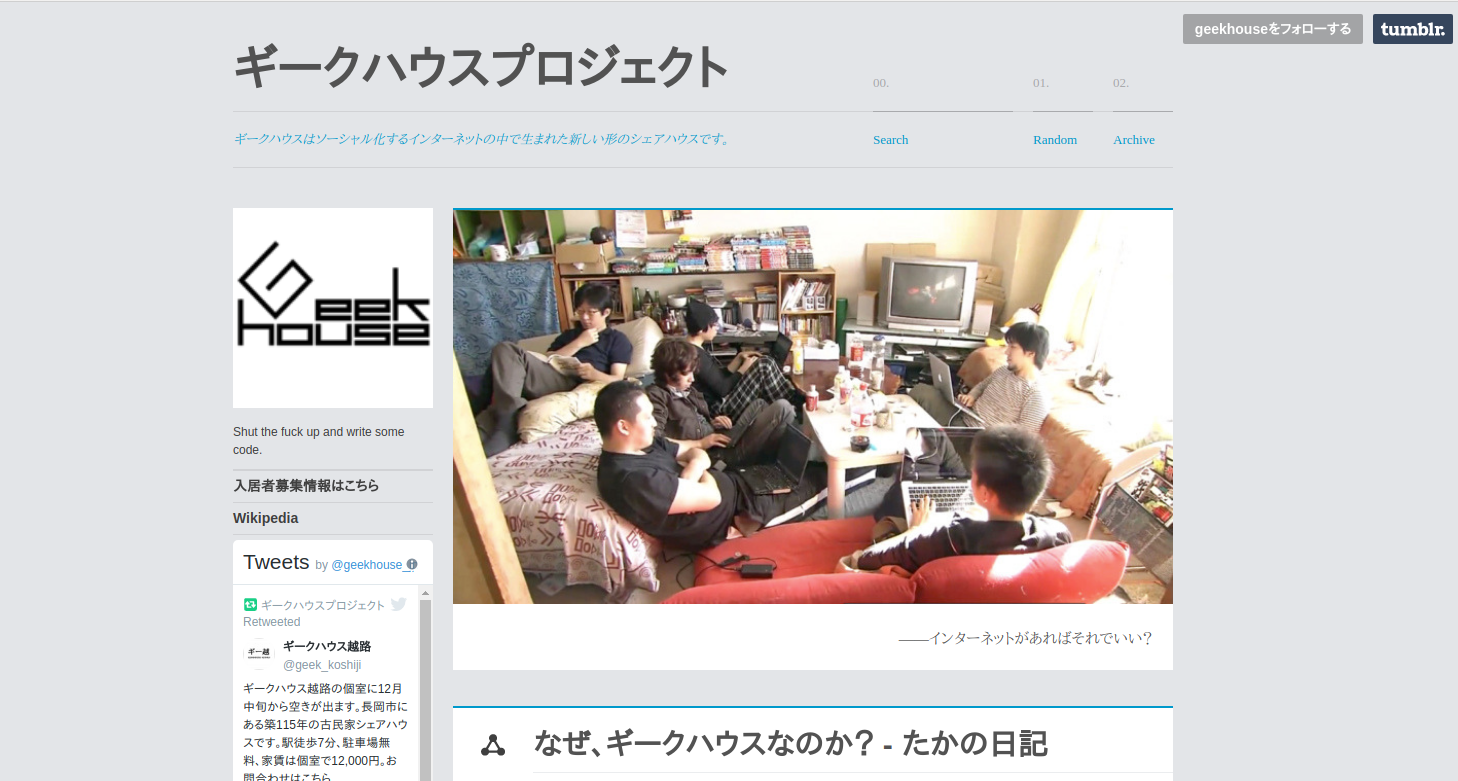 geekhouseをフォローする
tumblr.
ギークハウスプロジェクト
00.
01.
02.
ギークハウスはソーシャル化するインターネットの中で生まれた新しい形のシェアハウスです。
Search
Random
Archive
Geek
house
Shut the fuck up and write some
code.
入居者募集情報はこちら
Wikipedia
Tweets by @geekhouse_
ギークハウスプロジェクト
Retweeted
ギー越
ギークハウス越路
@geek_koshiji
ギークハウス越路の個室に12月
中旬から空きが出ます。長岡市に
ある築115年の古民家シェアハウ
スです。駅徒歩7分、駐車場無
料、家賃は個室で12,000円。お
問合わせはこちら
――インターネットがあればそれでいい?
なぜ、ギークハウスなのか? - たかの日記